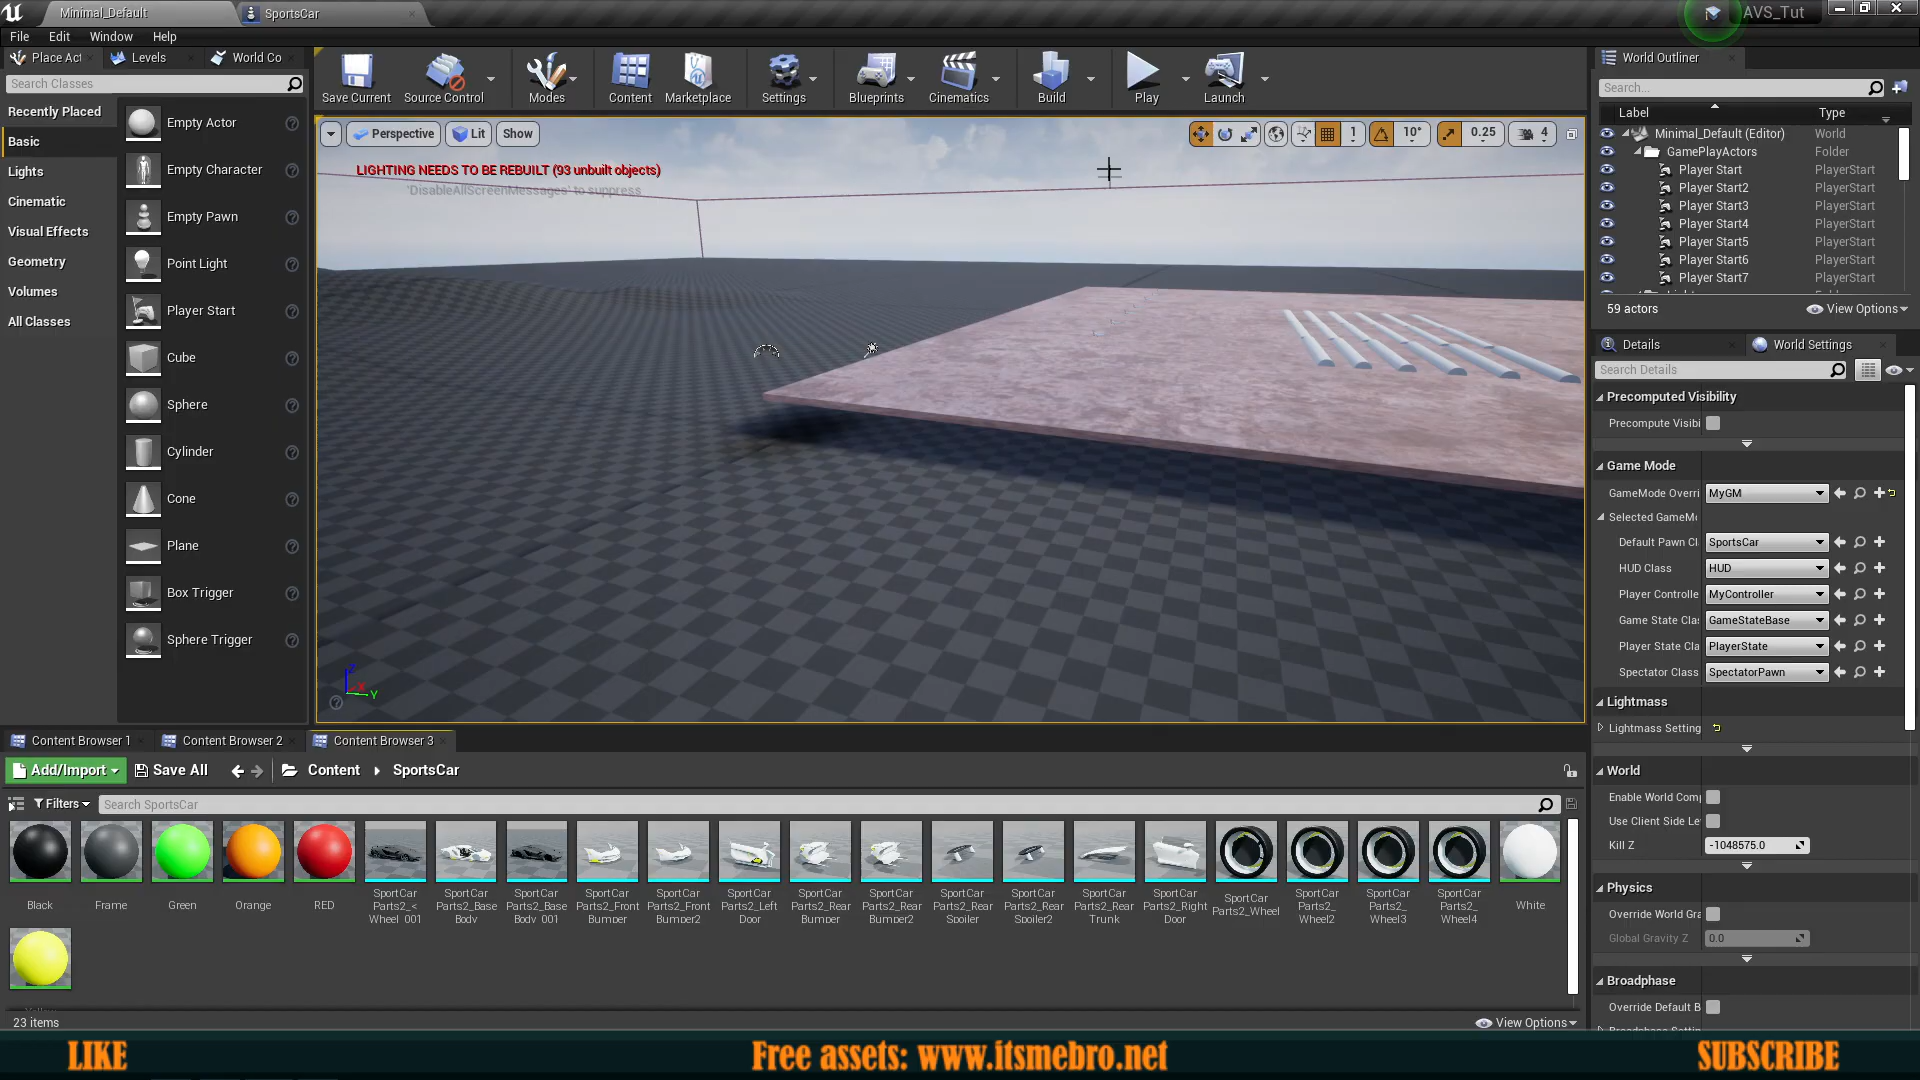 Minimal_Default
SportsCar
AVS_Tut
File Edit Window Help
Place Act
Levels
World Co
Search Classes
Recently Placed
Basic
Lights
Cinematic
Visual Effects
Geometry
Volumes
All Classes
Empty Actor
Empty Character
Empty Pawn
Point Light
Player Start
Cube
Sphere
Cylinder
Cone
Plane
Box Trigger
Sphere Trigger
Save Current
Source Control
Modes
Content
Marketplace
Settings
Blueprints
Cinematics
Build
Play
Launch
Perspective
Lit
Show
1
10°
0.25
4
LIGHTING NEEDS TO BE REBUILT (93 unbuilt objects)
'DisableAllScreenMessages' to suppress
Z
X
Y
World Outliner
Search...
Label Type
Minimal_Default (Editor) World
GamePlayActors Folder
Player Start PlayerStart
Player Start2 PlayerStart
Player Start3 PlayerStart
Player Start4 PlayerStart
Player Start5 PlayerStart
Player Start6 PlayerStart
Player Start7 PlayerStart
59 actors
View Options
Details
World Settings
Search Details
Precomputed Visibility
Precompute Visibi
Game Mode
GameMode Overri MyGM
Selected GameMo
Default Pawn Cl SportsCar
HUD Class HUD
Player Controlle MyController
Game State Clas GameStateBase
Player State Cla PlayerState
Spectator Class SpectatorPawn
Lightmass
Lightmass Setting
World
Enable World Comp
Use Client Side Le
Kill Z -1048575.0
Physics
Override World Gra
Global Gravity Z 0.0
Broadphase
Override Default B
Content Browser 1
Content Browser 2
Content Browser 3
Add/Import
Save All
Content
SportsCar
Filters
Search SportsCar
Black
Frame
Green
Orange
RED
SportCar Parts2_< Wheel_001
SportCar Parts2_Base Body
SportCar Parts2_Base Body_001
SportCar Parts2_Front Bumper
SportCar Parts2_Front Bumper2
SportCar Parts2_Left Door
SportCar Parts2_Rear Bumper
SportCar Parts2_Rear Bumper2
SportCar Parts2_Rear Spoiler
SportCar Parts2_Rear Spoiler2
SportCar Parts2_Rear Trunk
SportCar Parts2_Right Door
SportCar Parts2_Wheel
SportCar Parts2_ Wheel2
SportCar Parts2_ Wheel3
SportCar Parts2_ Wheel4
White
23 items
View Options
LIKE
Free assets: www.itsmebro.net
SUBSCRIBE